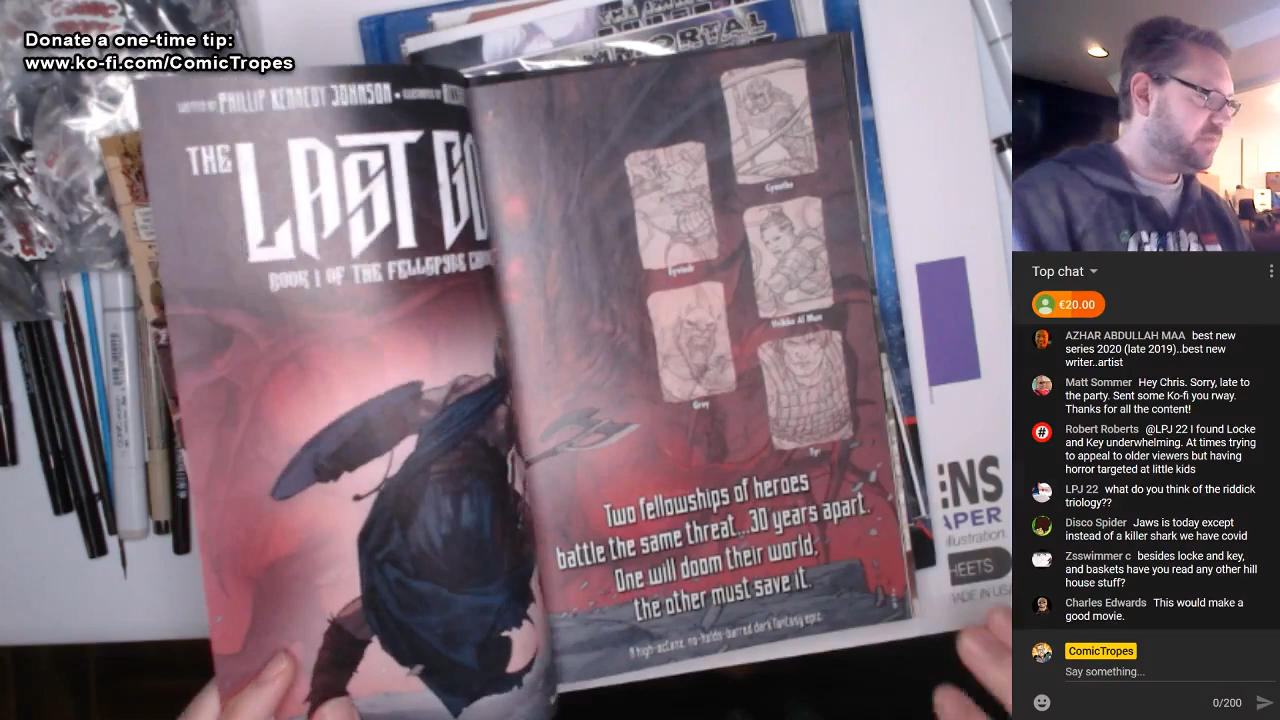 Donate a one-time tip:
www.ko-fi.com/ComicTropes
WRITTEN BY PHILLIP KENNEDY JOHNSON • ILLUSTRATED BY
THE LAST GO
BOOK 1 OF THE FELLSPYRE
IMMORTAL
Eyvindr
Veikko Al Mun
Tyr
Two fellowships of heroes
battle the same threat...30 years apart.
One will doom their world,
the other must save it.
A high-octane, no-holds-barred dark fantasy epic.
ENS
APER
illustration.
HEETS
MADE IN USA
Top chat
€20.00
AZHAR ABDULLAH MAA best new
series 2020 (late 2019)..best new
writer..artist
Matt Sommer Hey Chris. Sorry, late to
the party. Sent some Ko-fi you rway.
Thanks for all the content!
Robert Roberts @LPJ 22 I found Locke
and Key underwhelming. At times trying
to appeal to older viewers but having
horror targeted at little kids
LPJ 22 what do you think of the riddick
triology??
Disco Spider Jaws is today except
instead of a killer shark we have covid
Zsswimmer c besides locke and key,
and baskets have you read any other hill
house stuff?
Charles Edwards This would make a
good movie.
ComicTropes
Say something...
0/200